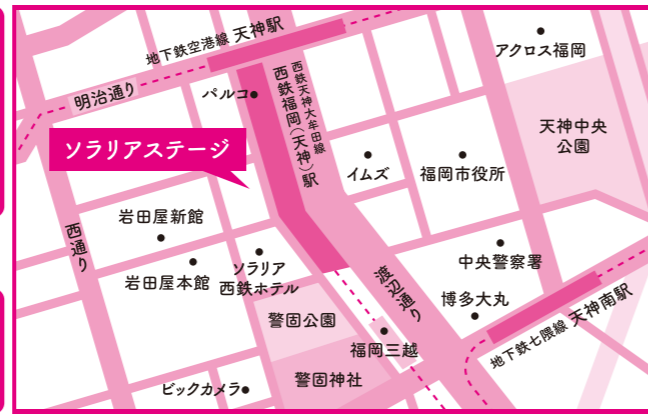 地下鉄空港線 天神駅
アクロス福岡
明治通り
パルコ
西鉄天神大牟田線
西鉄福岡(天神)駅
天神中央
公園
ソラリアステージ
イムズ
福岡市役所
岩田屋新館
西通り
岩田屋本館
ソラリア
西鉄ホテル
渡辺通り
中央警察署
博多大丸
警固公園
福岡三越
地下鉄七隈線 天神南駅
警固神社
ビックカメラ